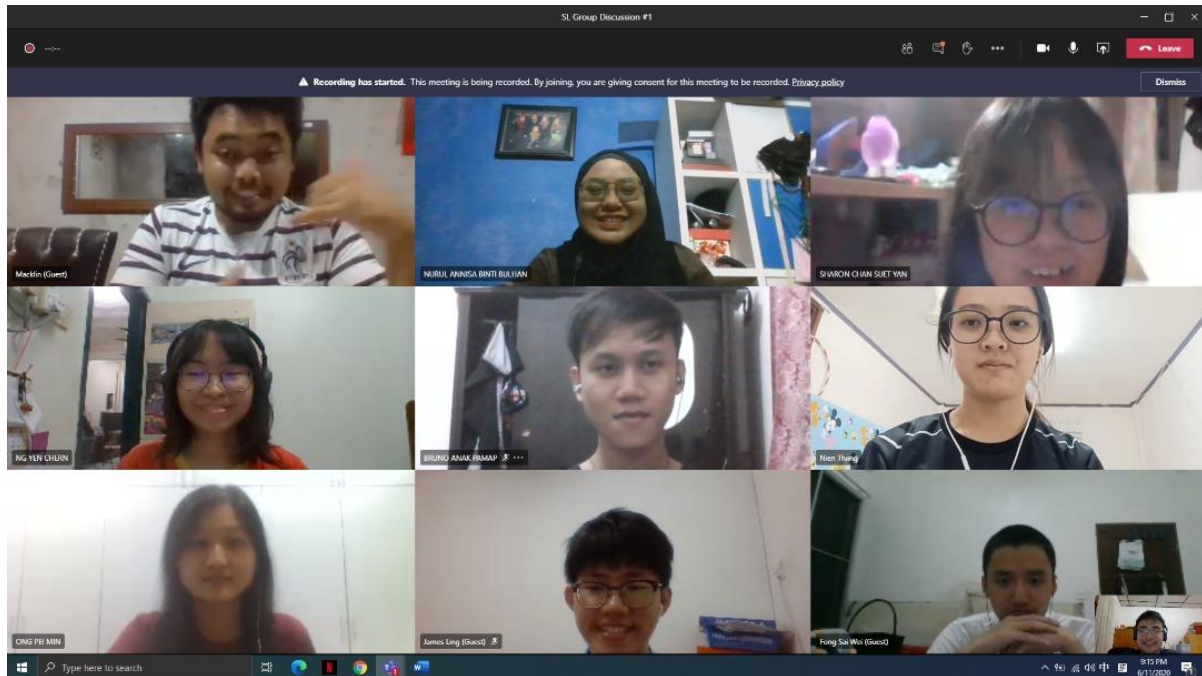 SL Group Discussion #1
--:--
Leave
Recording has started. This meeting is being recorded. By joining, you are giving consent for this meeting to be recorded. Privacy policy
Dismiss
Macklin (Guest)
NURUL ANNISA BINTI BULHAN
SHARON CHAN SUET YAN
NG YEN CHERN
BRUNO ANAK PAMAP
Nien Thung
ONG PEI MIN
James Ling (Guest)
Fong Sai Wei (Guest)
Type here to search
中
9:15 PM
6/11/2020